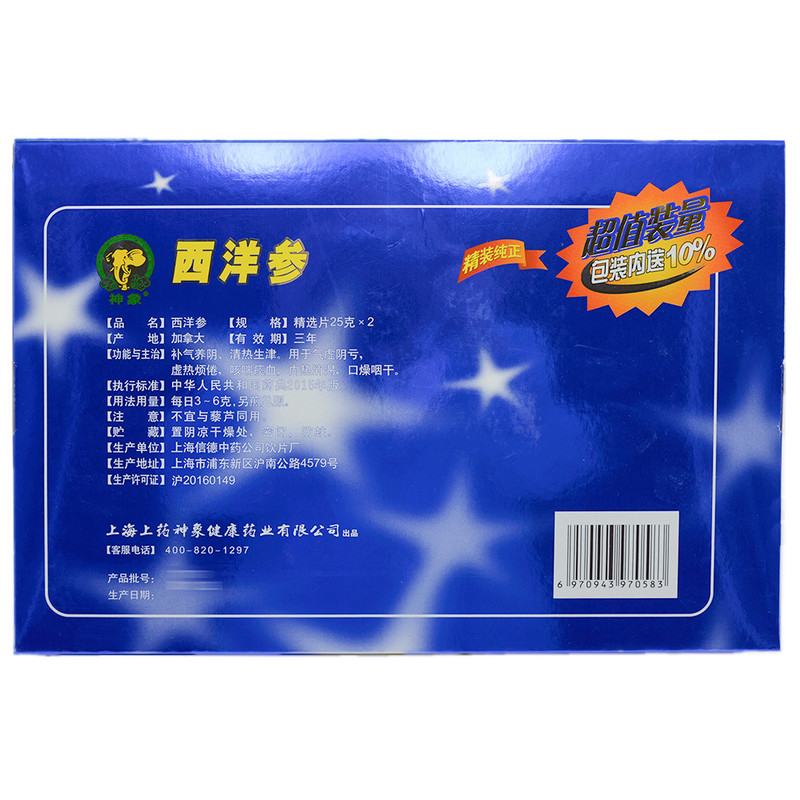 神象®
西洋参
精装纯正
超值装量
包装内送10%
【品 名】西洋参 【规 格】精选片25克×2
【产 地】加拿大 【有 效 期】三年
【功能与主治】补气养阴、清热生津。用于气虚阴亏,
虚热烦倦、咳喘痰血、内热消渴、口燥咽干。
【执行标准】中华人民共和国药典2015年版
【用法用量】每日3~6克,另煎兑服。
【注 意】不宜与藜芦同用
【贮 藏】置阴凉干燥处,
【生产单位】上海信德中药公司饮片厂
【生产地址】上海市浦东新区沪南公路4579号
【生产许可证】沪20160149
上海上药神象健康药业有限公司出品
【客服电话】400-820-1297
产品批号:
生产日期:
6 970943 970583